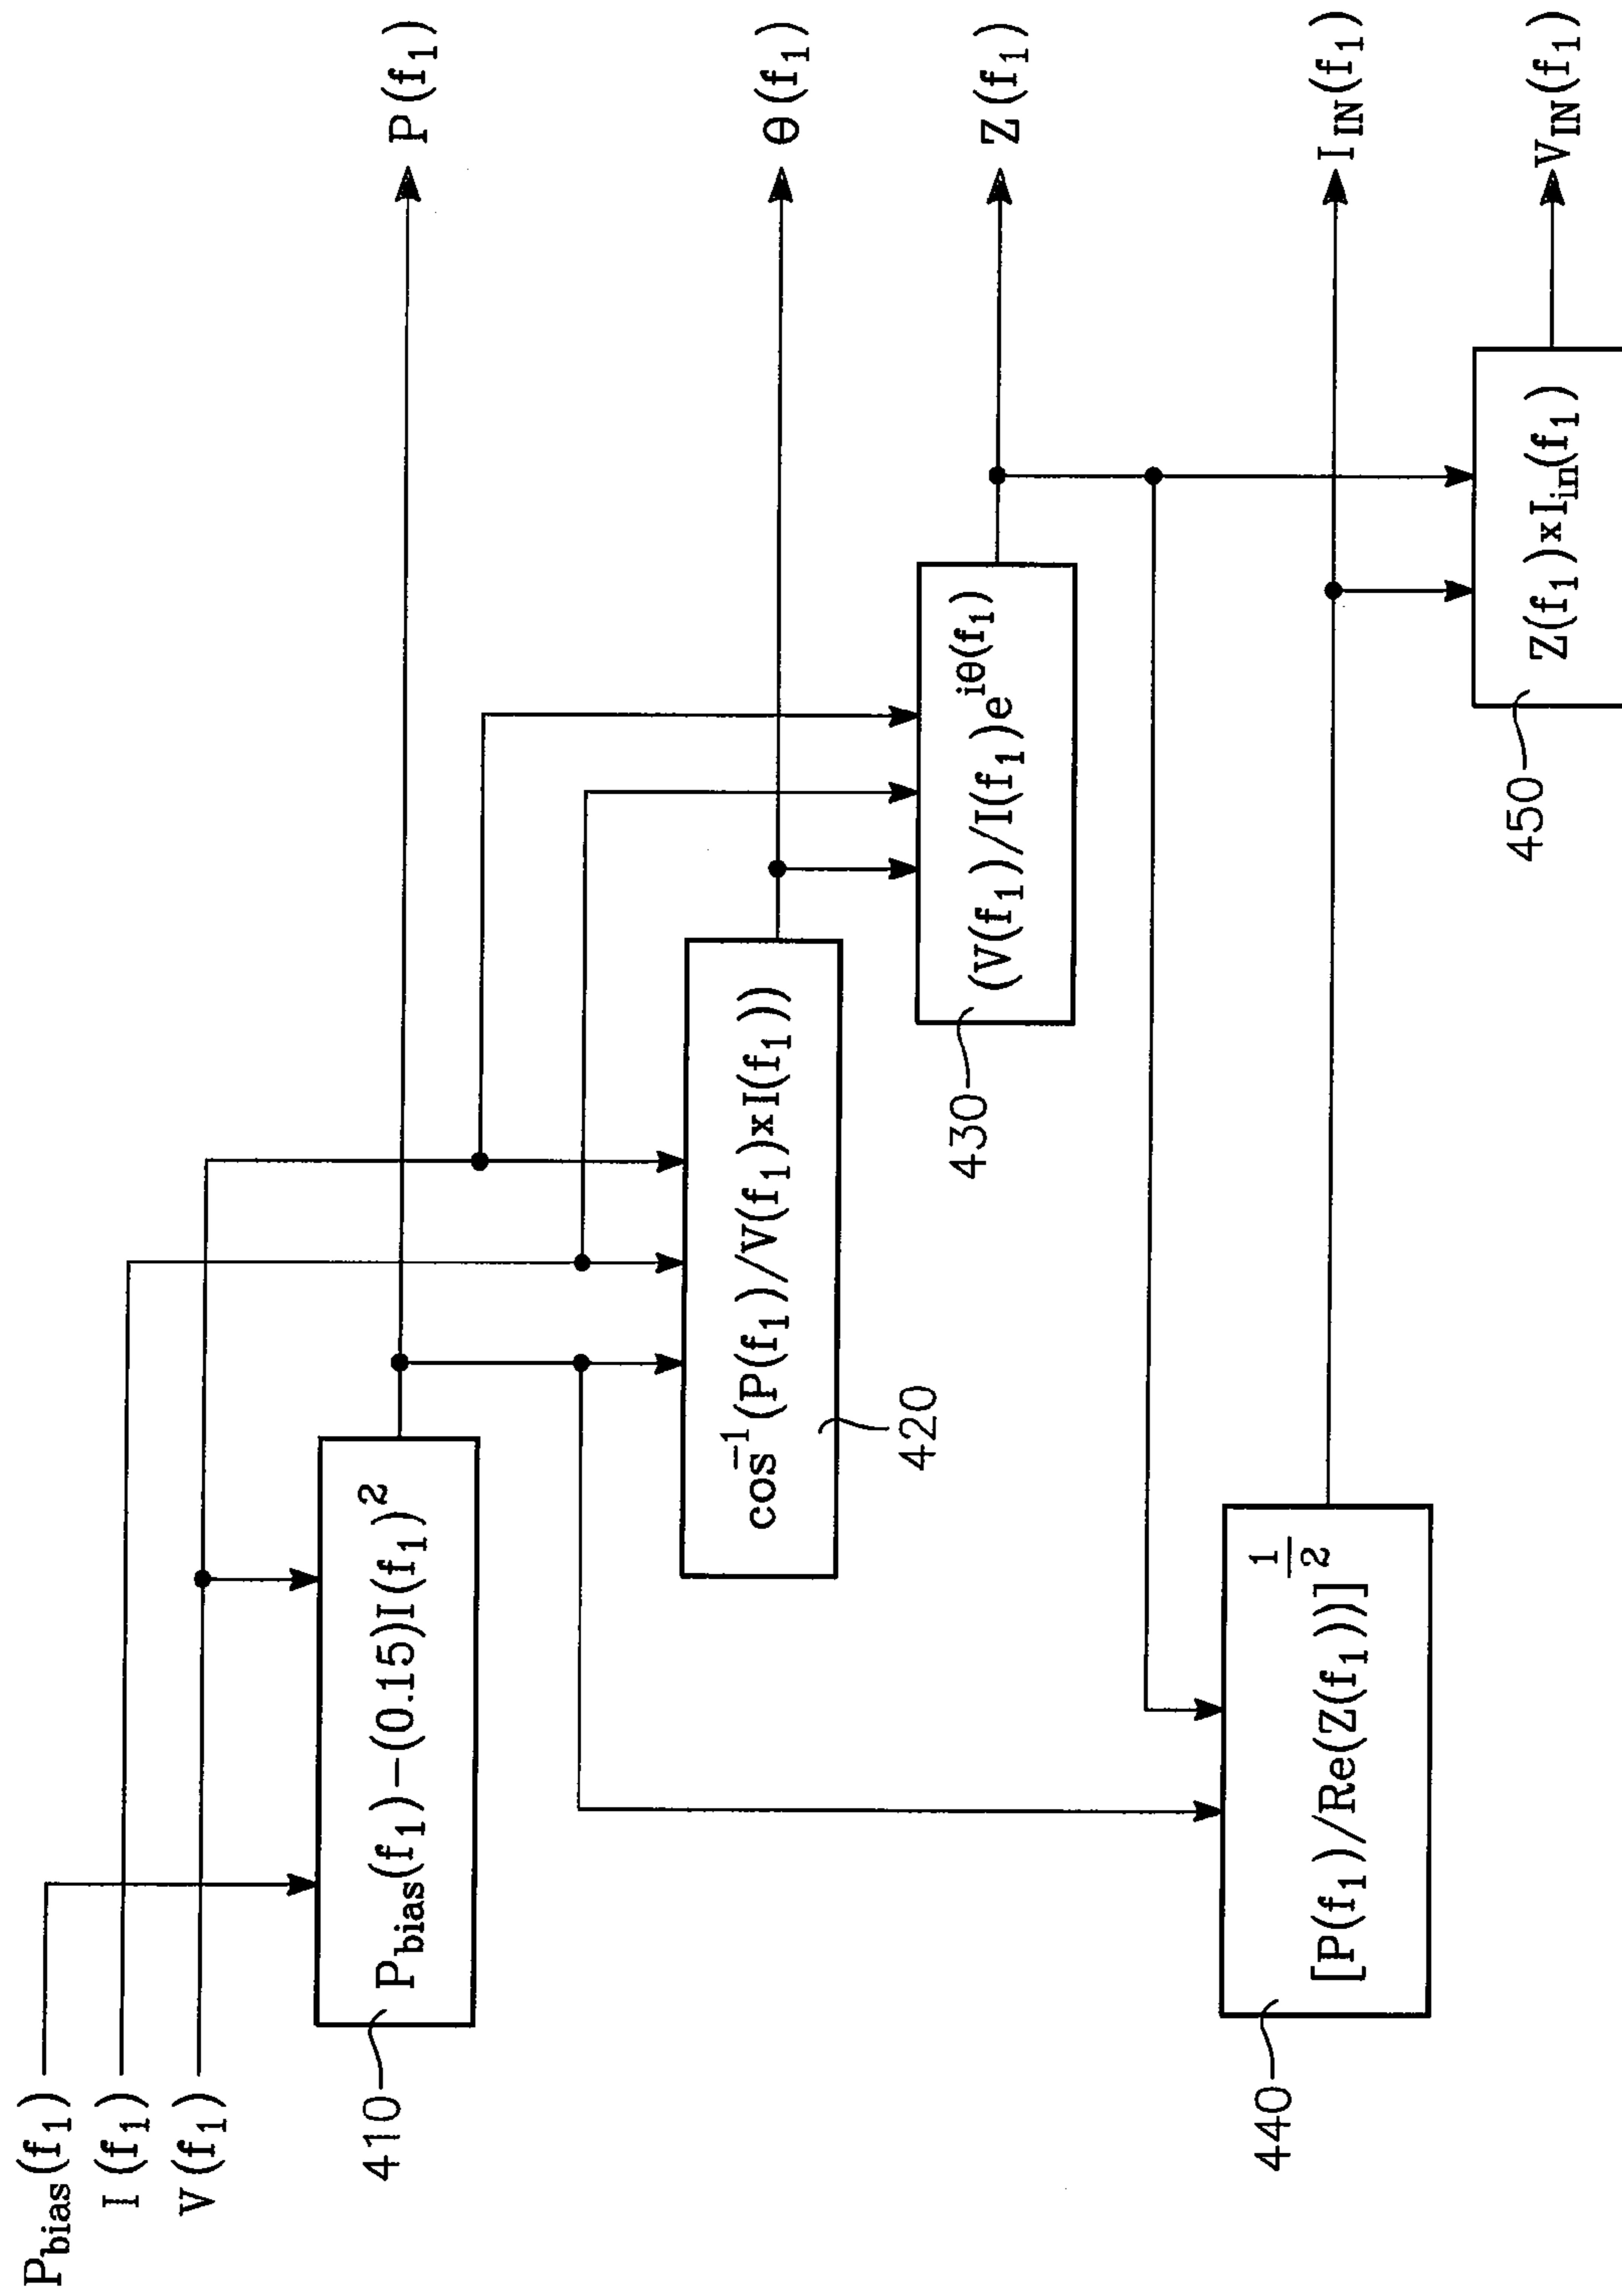 P_bias(f_1)
I(f_1)
V(f_1)
P_bias(f_1)-(0.15)I(f_1)^2
410
P(f_1)
cos^-1(P(f_1)/V(f_1)xI(f_1))
420
θ(f_1)
(V(f_1)/I(f_1)e^iθ(f_1)
430
Z(f_1)
[P(f_1)/Re(Z(f_1))]^1/2
440
I_IN(f_1)
Z(f_1)xI_in(f_1)
450
V_IN(f_1)